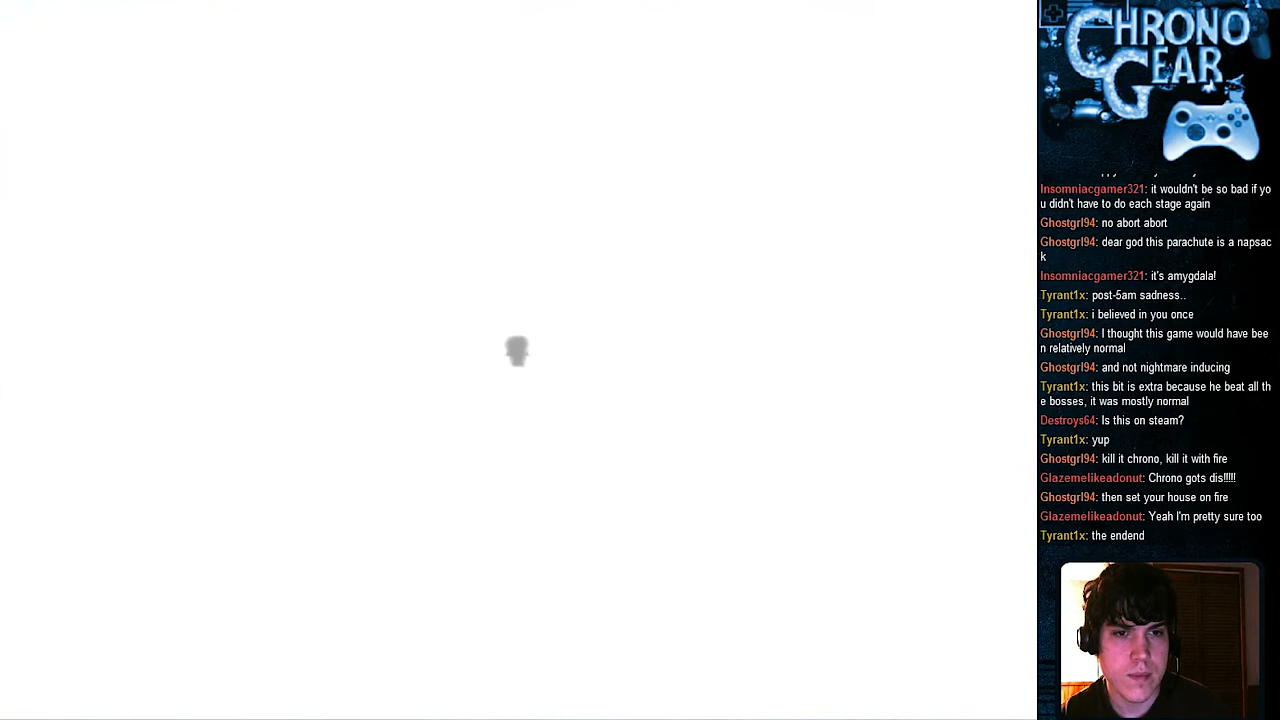 CHRONO
GEAR
Insomniacgamer321: it wouldn't be so bad if yo
u didn't have to do each stage again
Ghostgrl94: no abort abort
Ghostgrl94: dear god this parachute is a napsac
k
Insomniacgamer321: it's amygdala!
Tyrant1x: post-5am sadness..
Tyrant1x: i believed in you once
Ghostgrl94: I thought this game would have bee
n relatively normal
Ghostgrl94: and not nightmare inducing
Tyrant1x: this bit is extra because he beat all th
e bosses, it was mostly normal
Destroys64: Is this on steam?
Tyrant1x: yup
Ghostgrl94: kill it chrono, kill it with fire
Glazemelikeadonut: Chrono gots dis!!!!!
Ghostgrl94: then set your house on fire
Glazemelikeadonut: Yeah I'm pretty sure too
Tyrant1x: the endend